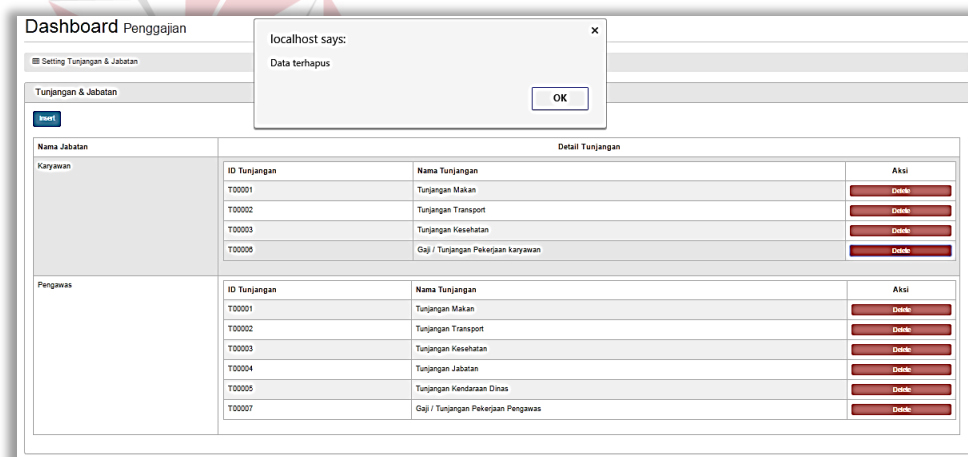 Dashboard Penggajian
localhost says:
Data terhapus
OK
Setting Tunjangan & Jabatan
Tunjangan & Jabatan
Insert
Nama Jabatan Detail Tunjangan
Karyawan
ID Tunjangan Nama Tunjangan Aksi
T00001 Tunjangan Makan Delete
T00002 Tunjangan Transport Delete
T00003 Tunjangan Kesehatan Delete
T00006 Gaji / Tunjangan Pekerjaan karyawan Delete
Pengawas
ID Tunjangan Nama Tunjangan Aksi
T00001 Tunjangan Makan Delete
T00002 Tunjangan Transport Delete
T00003 Tunjangan Kesehatan Delete
T00004 Tunjangan Jabatan Delete
T00005 Tunjangan Kendaraan Dinas Delete
T00007 Gaji / Tunjangan Pekerjaan Pengawas Delete